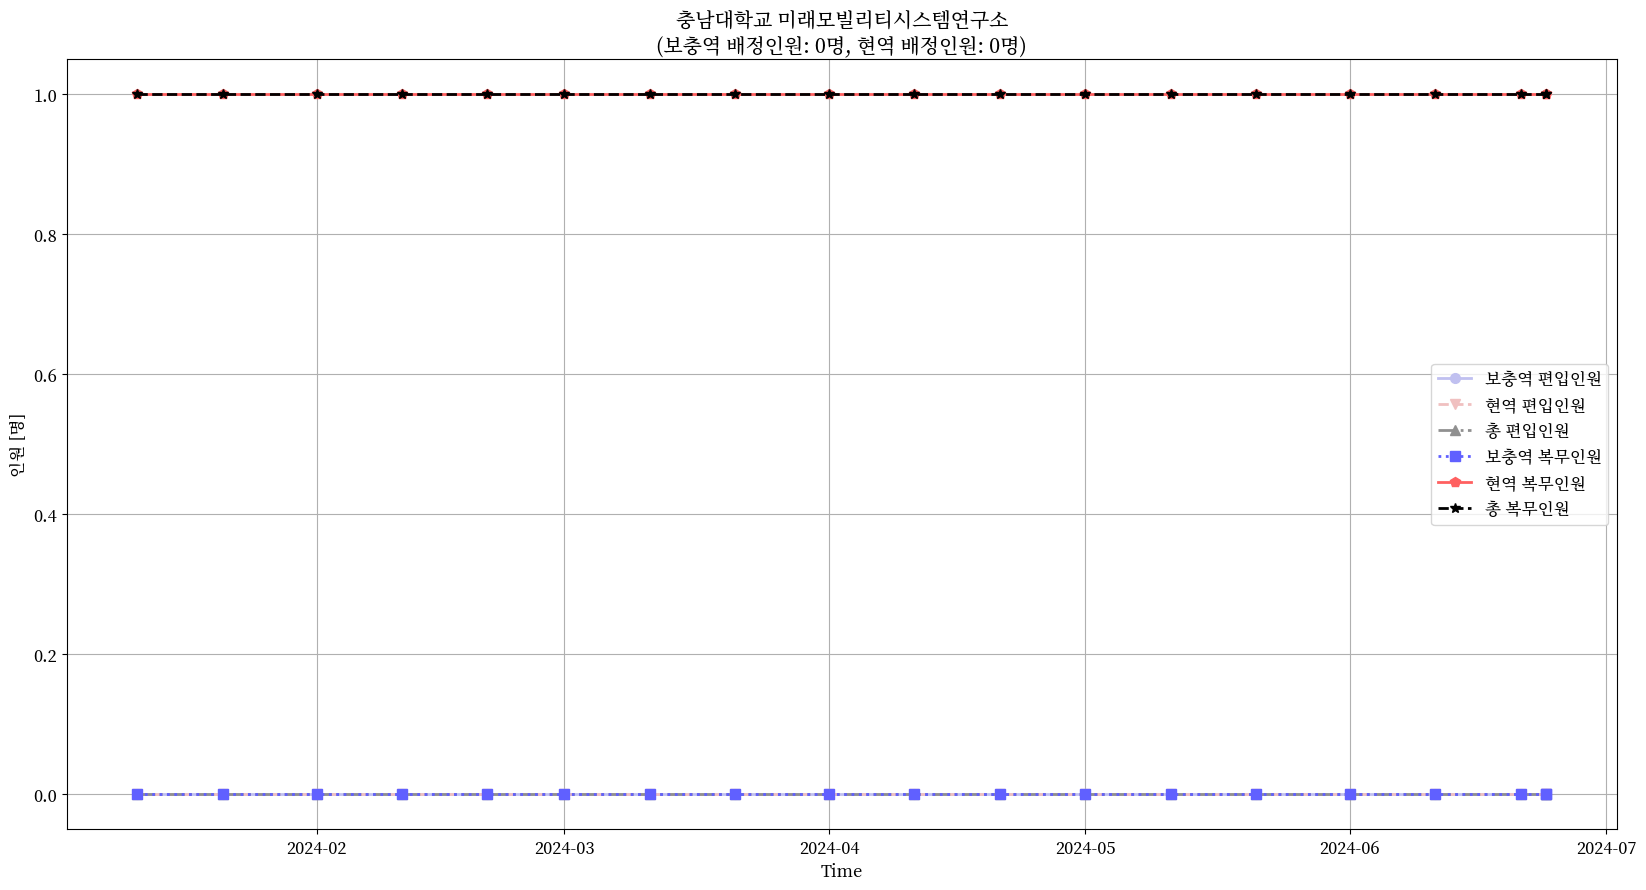 충남대학교 미래모빌리티시스템연구소
(보충역 배정인원: 0명, 현역 배정인원: 0명)
1.0
0.8
0.6
0.4
0.2
0.0
인원 [명]
보충역 편입인원
현역 편입인원
총 편입인원
보충역 복무인원
현역 복무인원
총 복무인원
2024-02
2024-03
2024-04
2024-05
2024-06
2024-07
Time